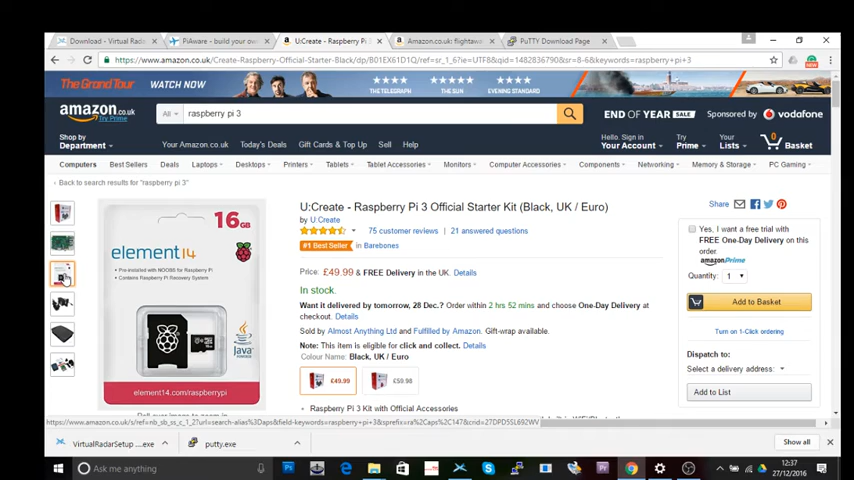 Download - Virtual Rada
PiAware - build your own
U:Create - Raspberry Pi 3
Amazon.co.uk: flightawa
PuTTY Download Page
https://www.amazon.co.uk/Create-Raspberry-Official-Starter-Black/dp/B01EX61D1Q/ref=sr_1_6?ie=UTF8&qid=1482836790&sr=8-6&keywords=raspberry+pi+3
THE GRAND TOUR WATCH NOW
THE TELEGRAPH THE SUN EVENING STANDARD
amazon.co.uk
Try Prime
All raspberry pi 3
END OF YEAR SALE Sponsored by vodafone
Shop by
Department
Your Amazon.co.uk Today's Deals Gift Cards & Top Up Sell Help
Hello. Sign in
Your Account
Try
Prime
Your
Lists
0
Basket
Computers Best Sellers Deals Laptops Desktops Printers Tablets Tablet Accessories Monitors Computer Accessories Components Networking Memory & Storage PC Gaming
‹ Back to search results for "raspberry pi 3"
16GB
element14
• Pre-installed with NOOBS for Raspberry Pi
• Contains Raspberry Pi Recovery System
Java
element14.com/raspberrypi
U:Create - Raspberry Pi 3 Official Starter Kit (Black, UK / Euro)
by U:Create
75 customer reviews | 21 answered questions
#1 Best Seller in Barebones
Price: £49.99 & FREE Delivery in the UK. Details
In stock.
Want it delivered by tomorrow, 28 Dec.? Order within 2 hrs 52 mins and choose One-Day Delivery at
checkout. Details
Sold by Almost Anything Ltd and Fulfilled by Amazon. Gift-wrap available.
Note: This item is eligible for click and collect. Details
Colour Name: Black, UK / Euro
£49.99
£59.98
• Raspberry Pi 3 Kit with Official Accessories
Share
Yes, I want a free trial with
FREE One-Day Delivery on this
order
amazonPrime
Quantity: 1
Add to Basket
Turn on 1-Click ordering
Dispatch to:
Select a delivery address:
Add to List
VirtualRadarSetup ....exe
putty.exe
Show all
Ask me anything
12:37
27/12/2016